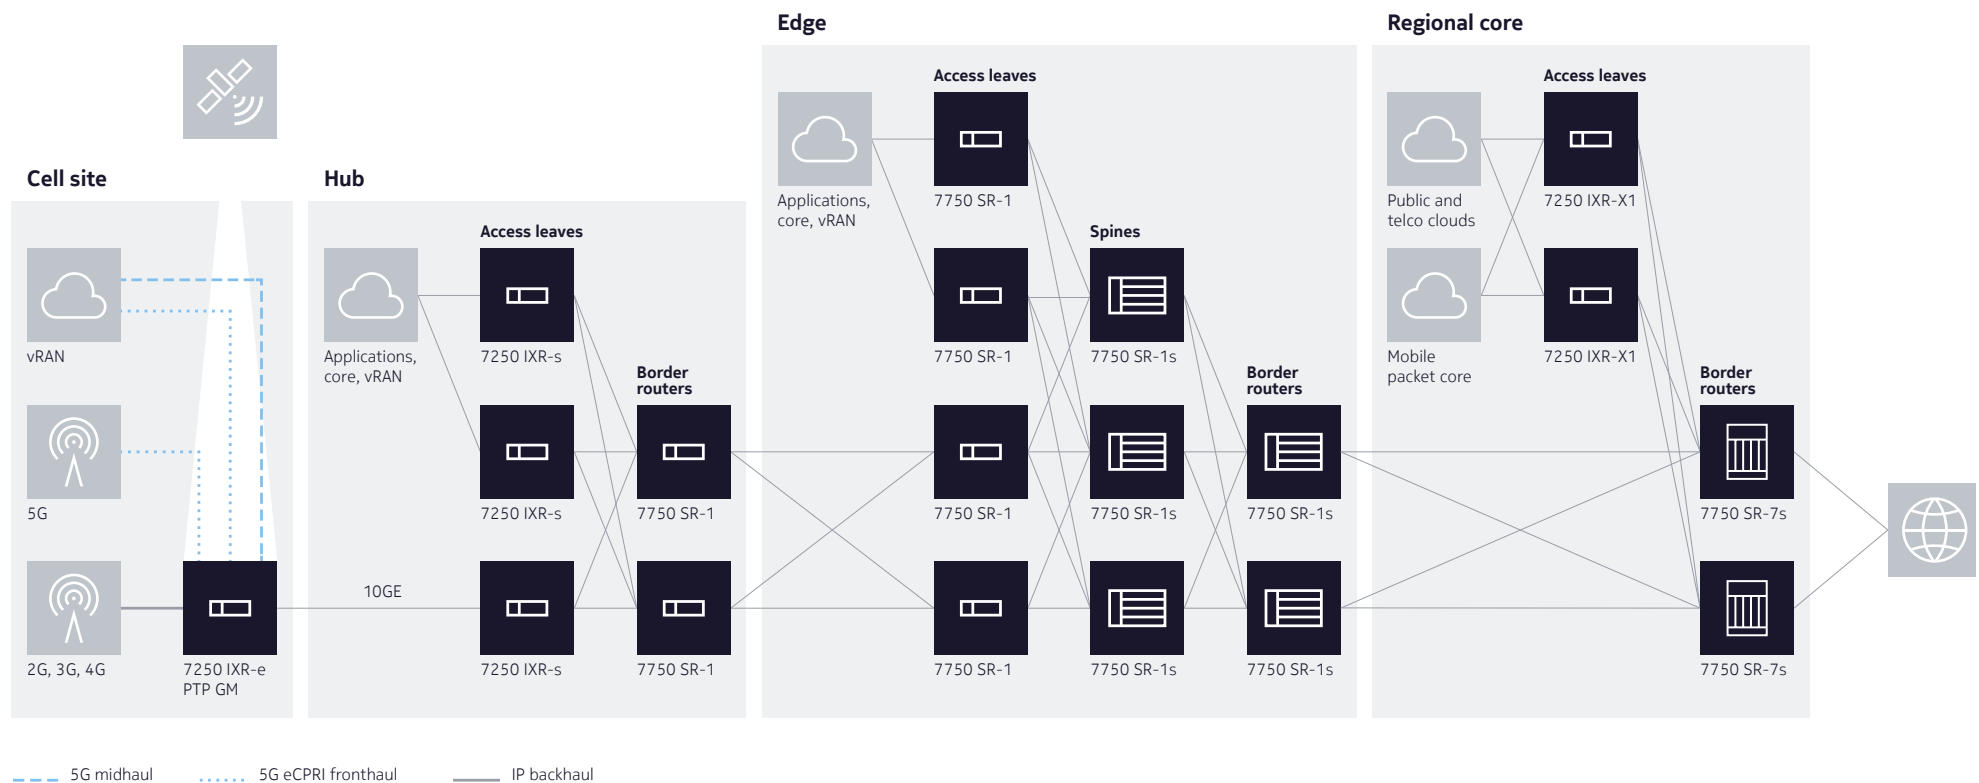 Edge
Regional core
Access leaves
Access leaves
Cell site
Hub
7750 SR-1
7250 IXR-X1
Applications,
core, vRAN
Public and
telco clouds
Access leaves
Spines
vRAN
Applications,
core, vRAN
7250 IXR-s
7750 SR-1
7750 SR-1s
Mobile
packet core
7250 IXR-X1
Border
routers
Border
routers
Border
routers
5G
7250 IXR-s
7750 SR-1
7750 SR-1
7750 SR-1s
7750 SR-1s
7750 SR-7s
10GE
2G, 3G, 4G
7250 IXR-e
PTP GM
7250 IXR-s
7750 SR-1
7750 SR-1
7750 SR-1s
7750 SR-1s
7750 SR-7s
5G midhaul
5G eCPRI fronthaul
IP backhaul